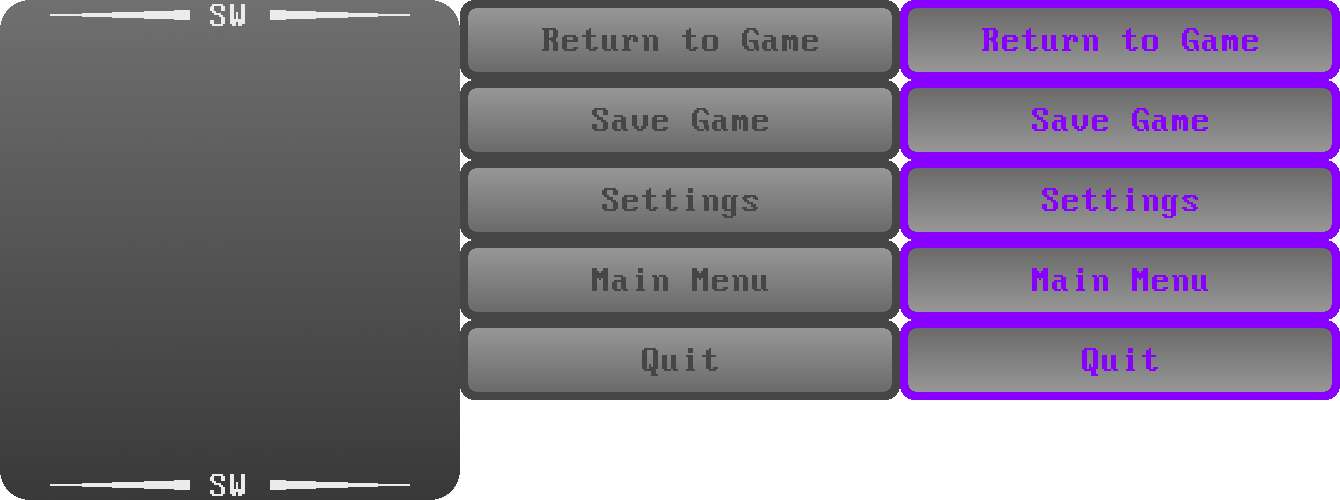 SW
Return to Game Return to Game
Save Game Save Game
Settings Settings
Main Menu Main Menu
Quit Quit
SW